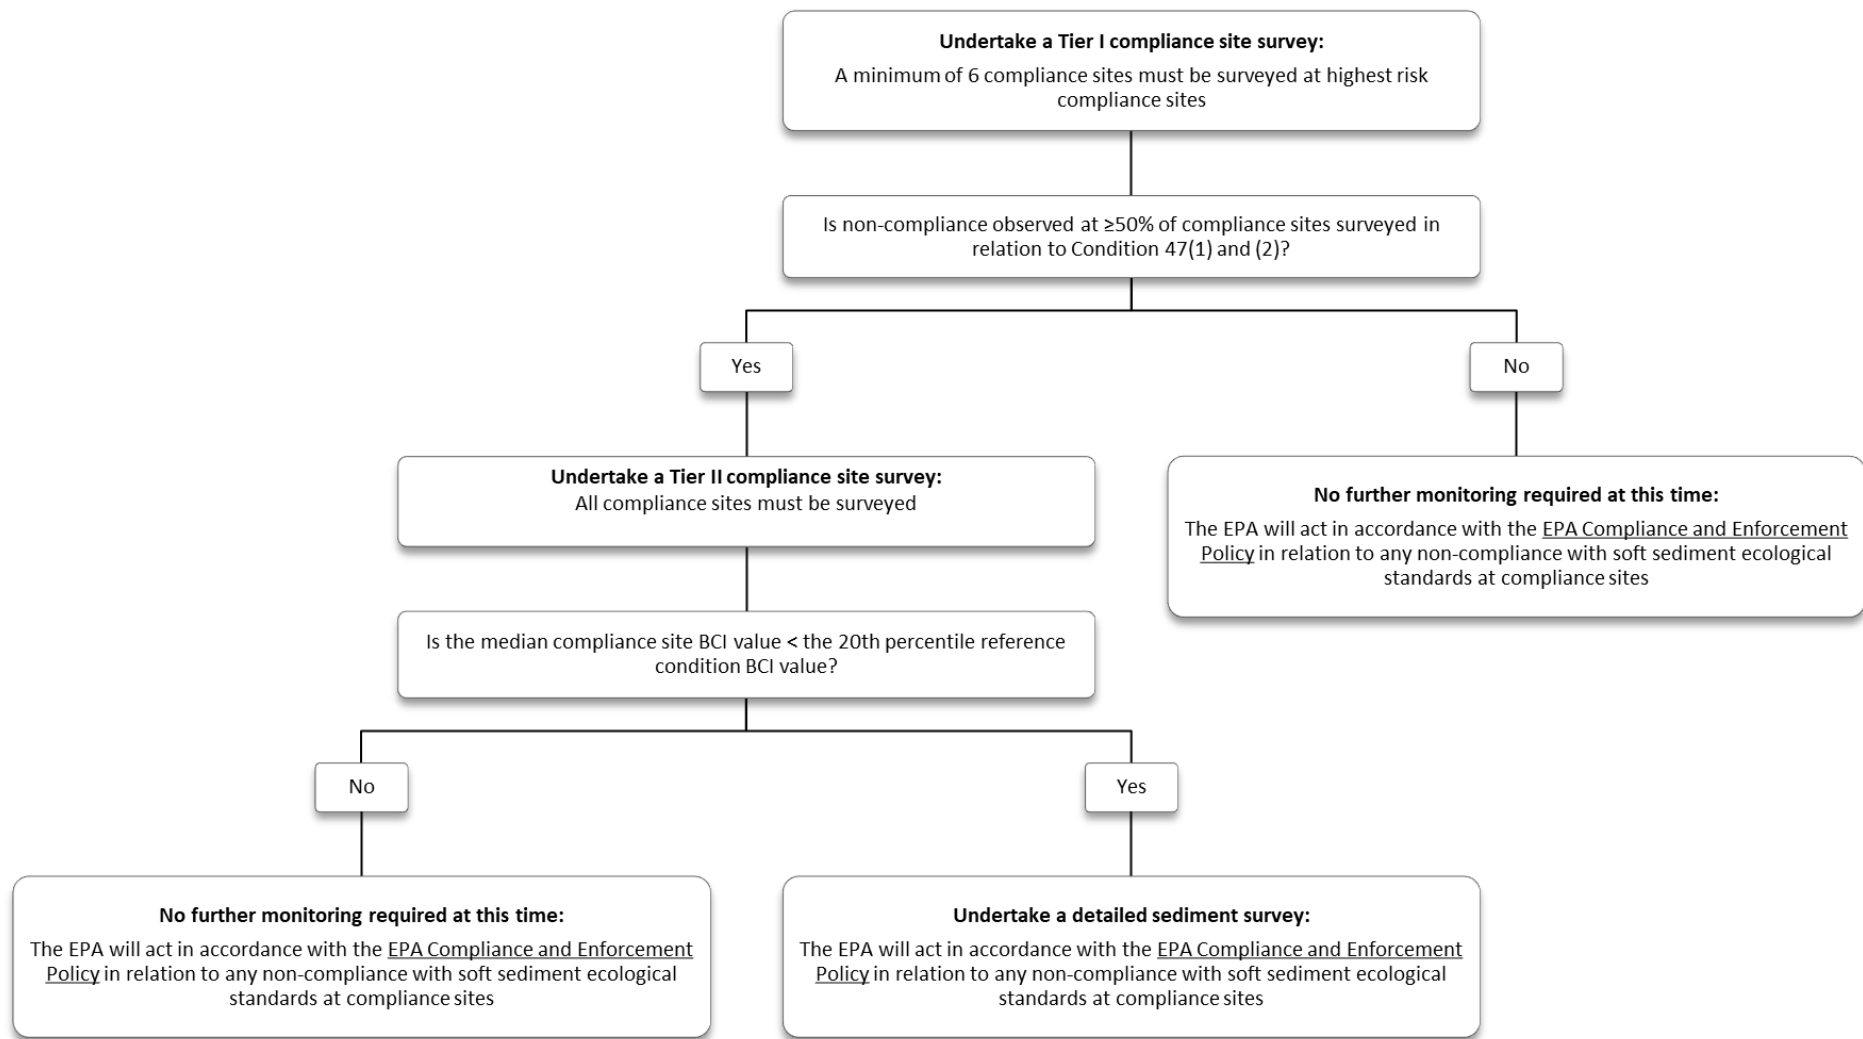 Undertake a Tier I compliance site survey:
A minimum of 6 compliance sites must be surveyed at highest risk
compliance sites
Is non-compliance observed at ≥50% of compliance sites surveyed in
relation to Condition 47(1) and (2)?
Yes
No
Undertake a Tier II compliance site survey:
All compliance sites must be surveyed
No further monitoring required at this time:
The EPA will act in accordance with the EPA Compliance and Enforcement
Policy in relation to any non-compliance with soft sediment ecological
standards at compliance sites
Is the median compliance site BCI value < the 20th percentile reference
condition BCI value?
No
Yes
No further monitoring required at this time:
The EPA will act in accordance with the EPA Compliance and Enforcement
Policy in relation to any non-compliance with soft sediment ecological
standards at compliance sites
Undertake a detailed sediment survey:
The EPA will act in accordance with the EPA Compliance and Enforcement
Policy in relation to any non-compliance with soft sediment ecological
standards at compliance sites